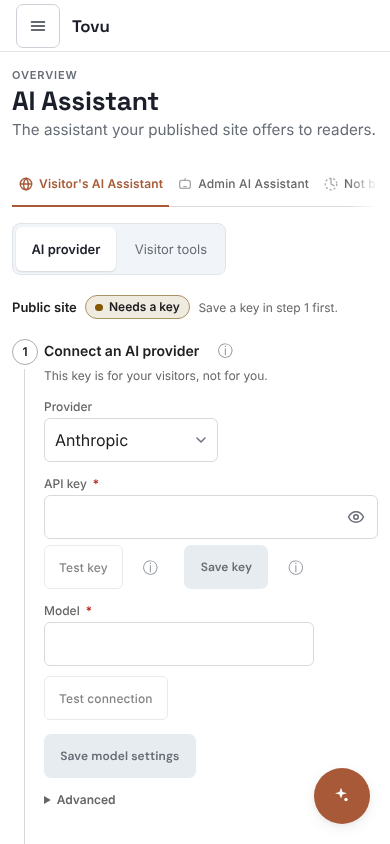 Tovu
OVERVIEW
AI Assistant
The assistant your published site offers to readers.
Visitor's AI Assistant Admin AI Assistant Not b
AI provider Visitor tools
Public site Needs a key Save a key in step 1 first.
1 Connect an AI provider ⓘ
This key is for your visitors, not for you.
Provider
Anthropic
API key *
Test key ⓘ Save key ⓘ
Model *
Test connection
Save model settings
Advanced